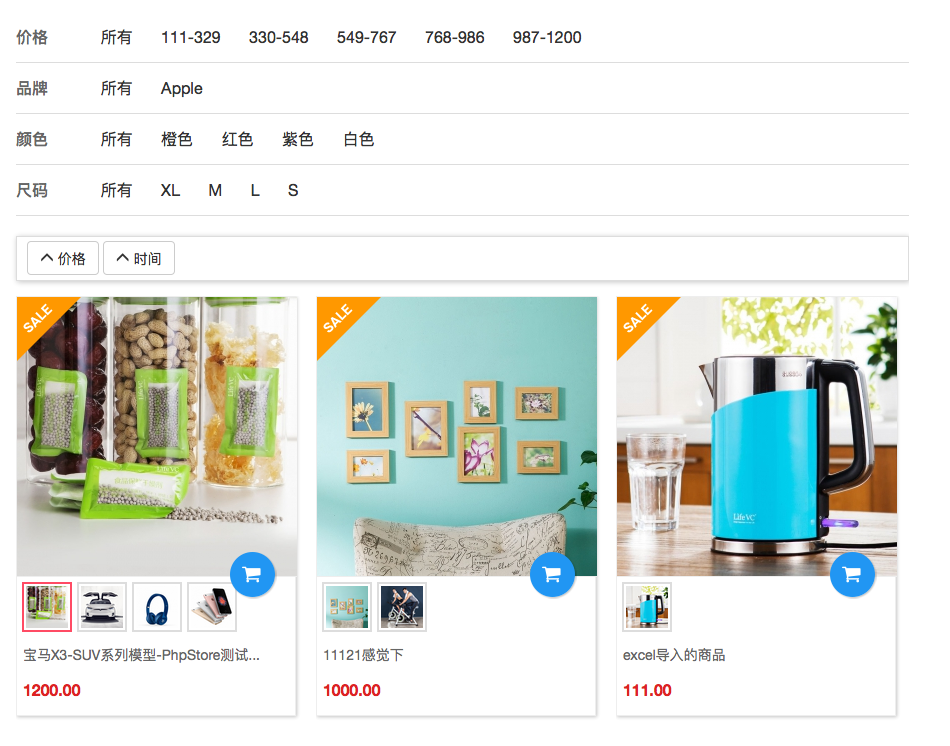 价格 所有 111-329 330-548 549-767 768-986 987-1200
品牌 所有 Apple
颜色 所有 橙色 红色 紫色 白色
尺码 所有 XL M L S
价格 时间
SALE SALE SALE
LifeVC
LifeVC
宝马X3-SUV系列模型-PhpStore测试...
1200.00
11121感觉下
1000.00
excel导入的商品
111.00